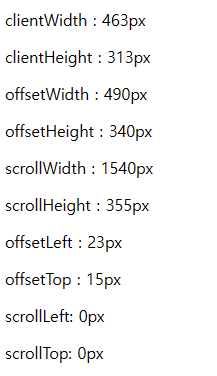 clientWidth : 463px
clientHeight : 313px
offsetWidth : 490px
offsetHeight : 340px
scrollWidth : 1540px
scrollHeight : 355px
offsetLeft : 23px
offsetTop : 15px
scrollLeft: 0px
scrollTop: 0px